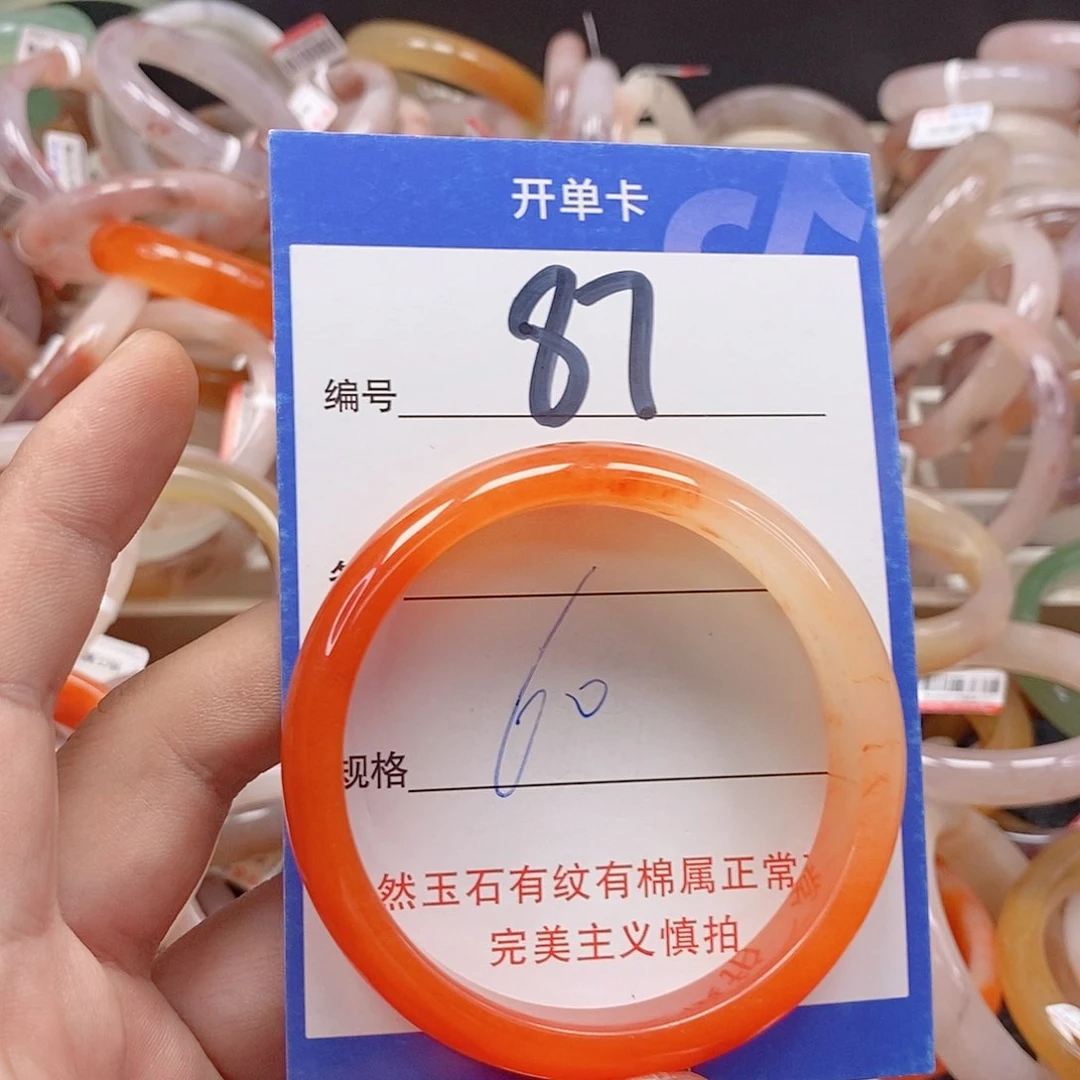 开单卡
编号 87
规格 60
然玉石有纹有棉属正常
完美主义慎拍